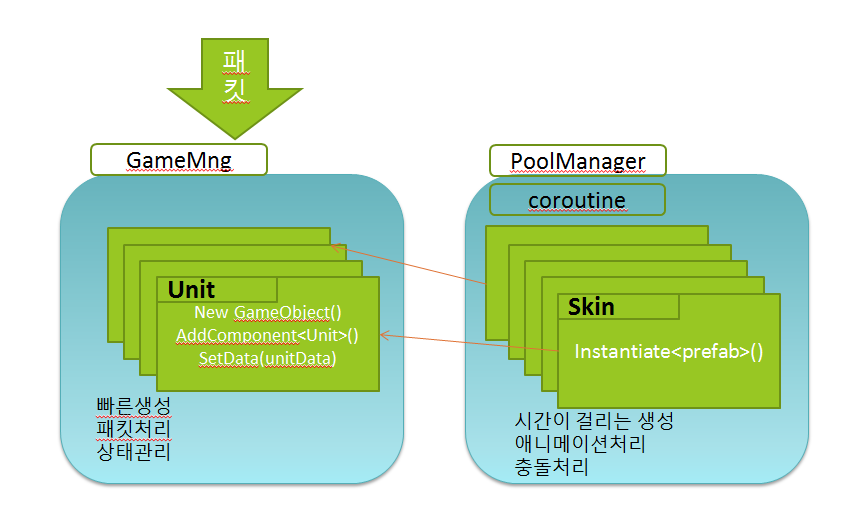 패
킷
GameMng
Unit
New GameObject()
AddComponent<Unit>()
SetData(unitData)
빠른생성
패킷처리
상태관리
PoolManager
coroutine
Skin
Instantiate<prefab>()
시간이 걸리는 생성
애니메이션처리
충돌처리